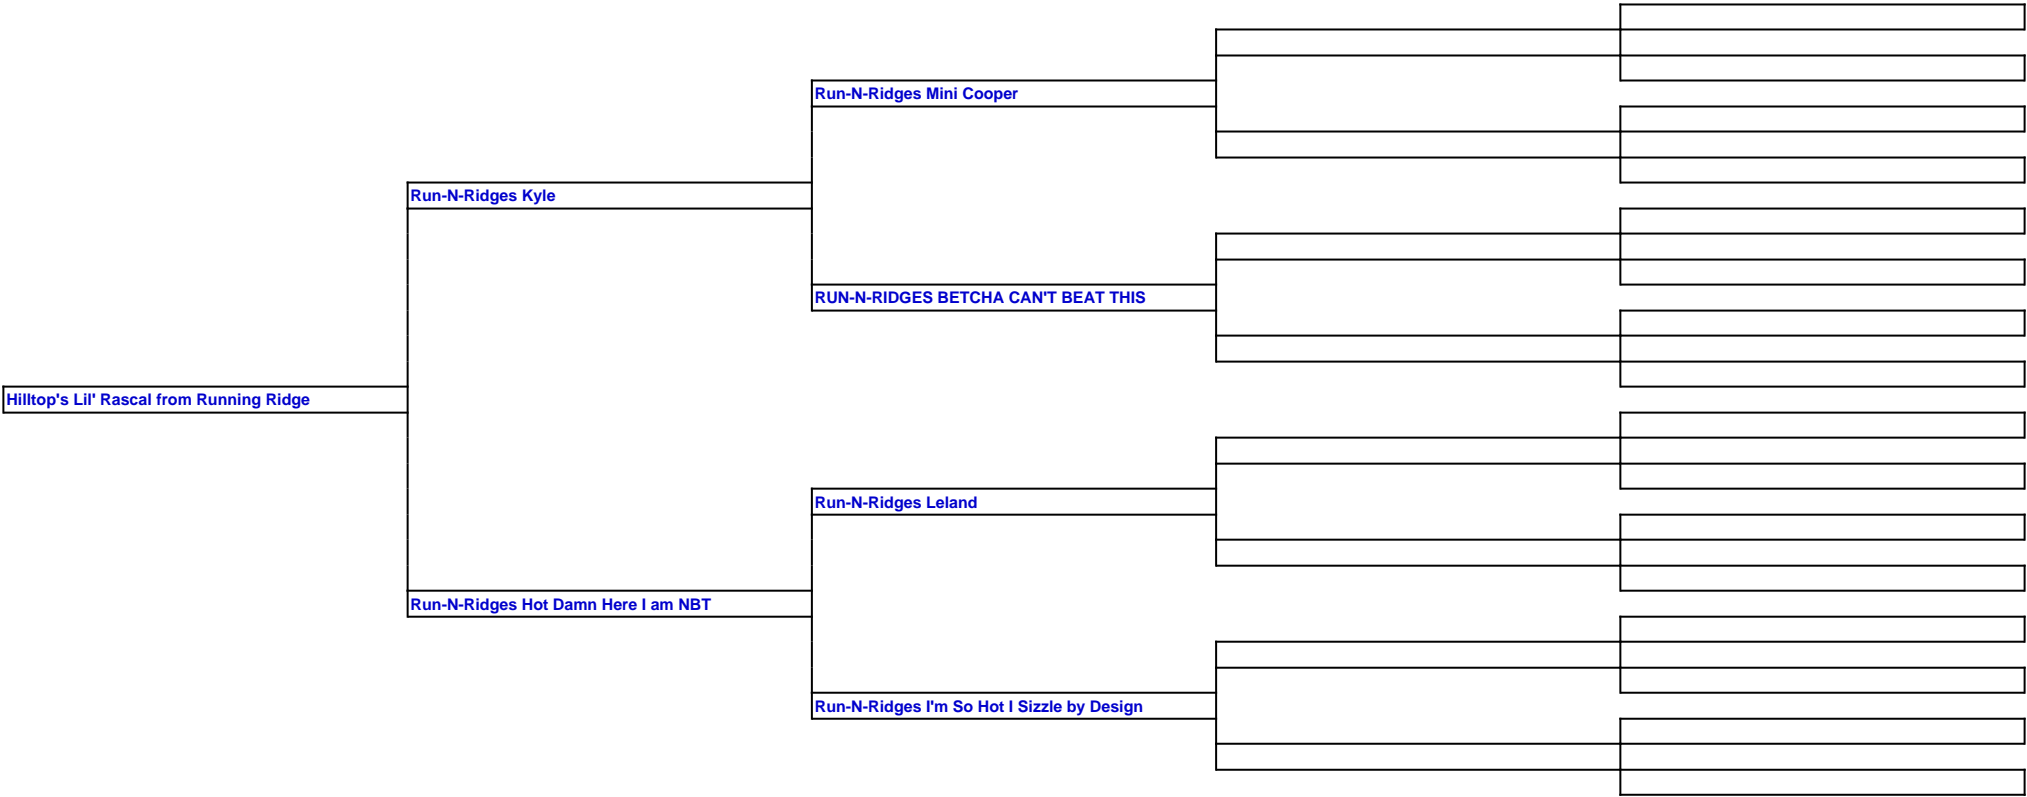 Run-N-Ridges Mini Cooper
Run-N-Ridges Kyle
RUN-N-RIDGES BETCHA CAN'T BEAT THIS
Hilltop's Lil' Rascal from Running Ridge
Run-N-Ridges Leland
Run-N-Ridges Hot Damn Here I am NBT
Run-N-Ridges I'm So Hot I Sizzle by Design